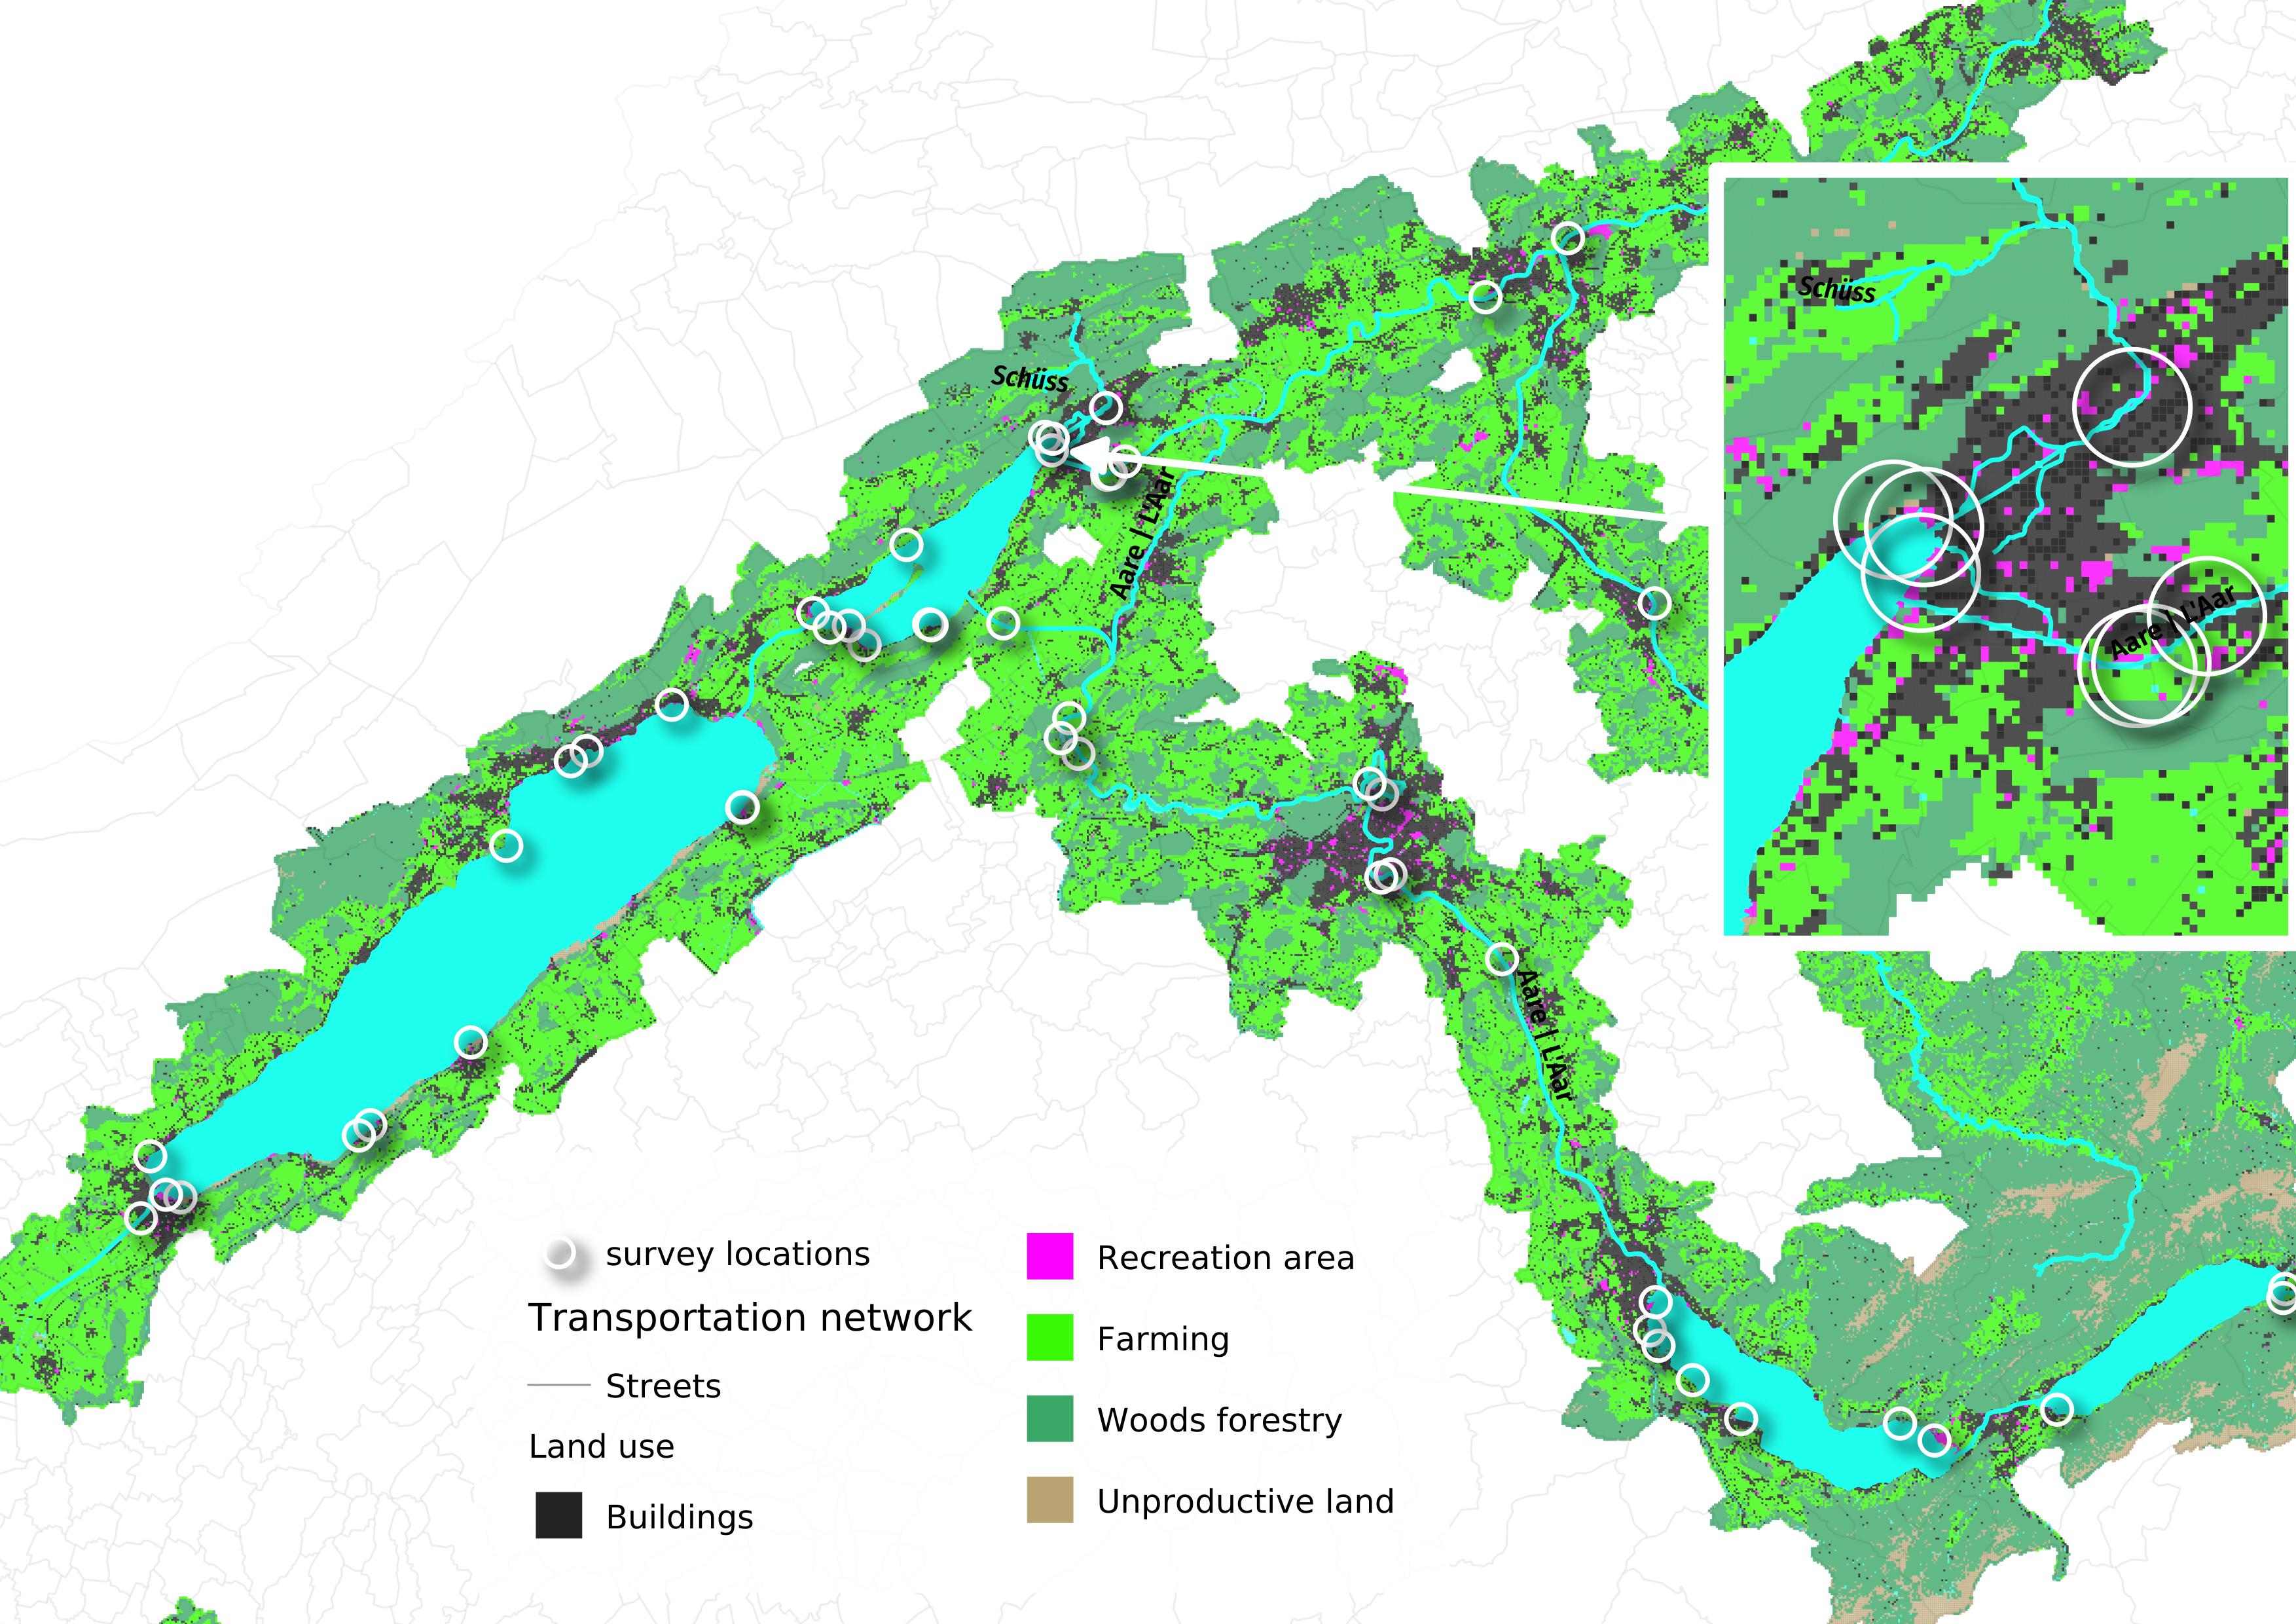 Schüss
Schüss
Aare | L'Aar
Aare | L'Aar
Aare | L'Aar
survey locations
Transportation network
Streets
Land use
Buildings
Recreation area
Farming
Woods forestry
Unproductive land